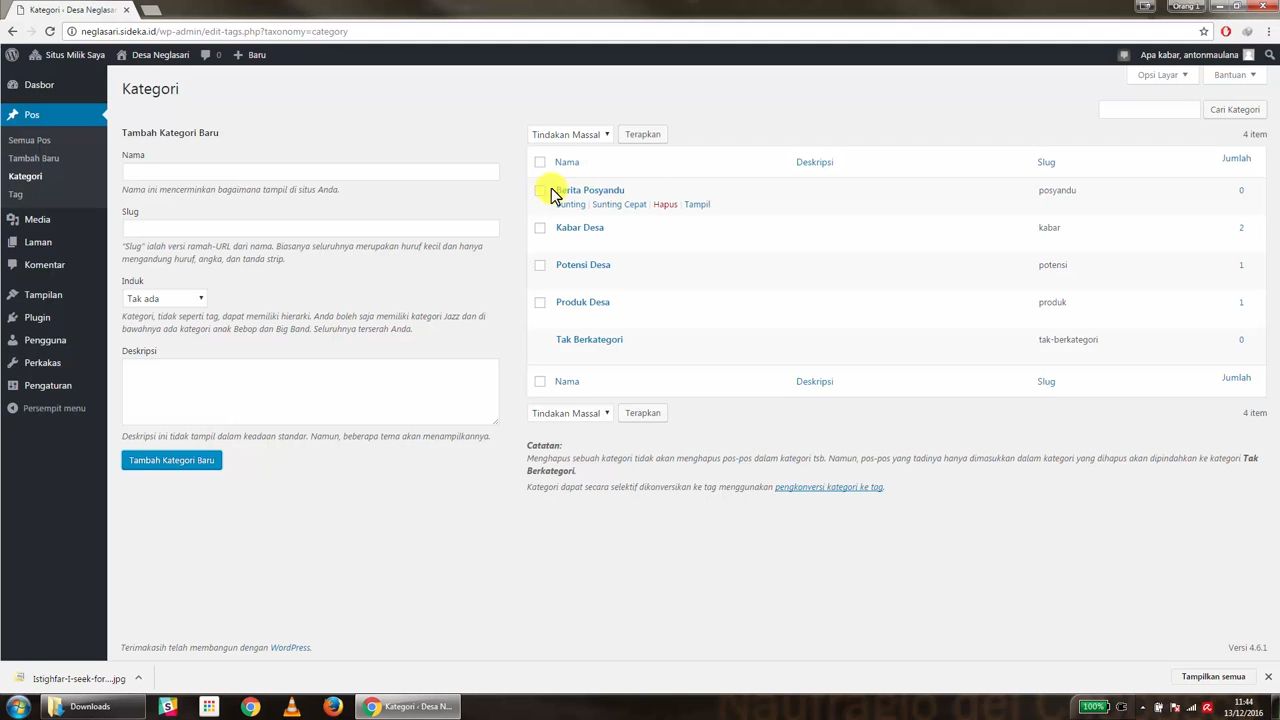 Kategori ‹ Desa Neglasari
Orang 1
neglasari.sideka.id/wp-admin/edit-tags.php?taxonomy=category
Situs Milik Saya
Desa Neglasari
0
Baru
Apa kabar, antonmaulana
Dasbor
Pos
Semua Pos
Tambah Baru
Kategori
Tag
Media
Laman
Komentar
Tampilan
Plugin
Pengguna
Perkakas
Pengaturan
Persempit menu
Opsi Layar
Bantuan
Kategori
Cari Kategori
Tambah Kategori Baru
Nama
Nama ini mencerminkan bagaimana tampil di situs Anda.
Slug
"Slug" ialah versi ramah-URL dari nama. Biasanya seluruhnya merupakan huruf kecil dan hanya
mengandung huruf, angka, dan tanda strip.
Induk
Tak ada
Kategori, tidak seperti tag, dapat memiliki hierarki. Anda boleh saja memiliki kategori Jazz dan di
bawahnya ada kategori anak Bebop dan Big Band. Seluruhnya terserah Anda.
Deskripsi
Deskripsi ini tidak tampil dalam keadaan standar. Namun, beberapa tema akan menampilkannya.
Tambah Kategori Baru
Tindakan Massal Terapkan 4 item
Nama Deskripsi Slug Jumlah
Berita Posyandu posyandu 0
Sunting Cepat | Hapus | Tampil
Kabar Desa kabar 2
Potensi Desa potensi 1
Produk Desa produk 1
Tak Berkategori tak-berkategori 0
Nama Deskripsi Slug Jumlah
Tindakan Massal Terapkan 4 item
Catatan:
Menghapus sebuah kategori tidak akan menghapus pos-pos dalam kategori tsb. Namun, pos-pos yang tadinya hanya dimasukkan dalam kategori yang dihapus akan dipindahkan ke kategori Tak
Berkategori.
Kategori dapat secara selektif dikonversikan ke tag menggunakan pengkonversi kategori ke tag.
Terimakasih telah membangun dengan WordPress.
Versi 4.6.1
Istighfar-I-seek-for....jpg
Tampilkan semua
Downloads
Kategori ‹ Desa N...
100%
11:44
13/12/2016